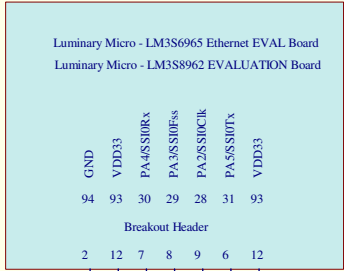 Luminary Micro - LM3S6965 Ethernet EVAL Board
Luminary Micro - LM3S8962 EVALUATION Board
GND VDD33 PA4/SSI0Rx PA3/SSI0Fss PA2/SSI0Clk PA5/SSI0Tx VDD33
94 93 30 29 28 31 93
Breakout Header
2 12 7 8 9 6 12